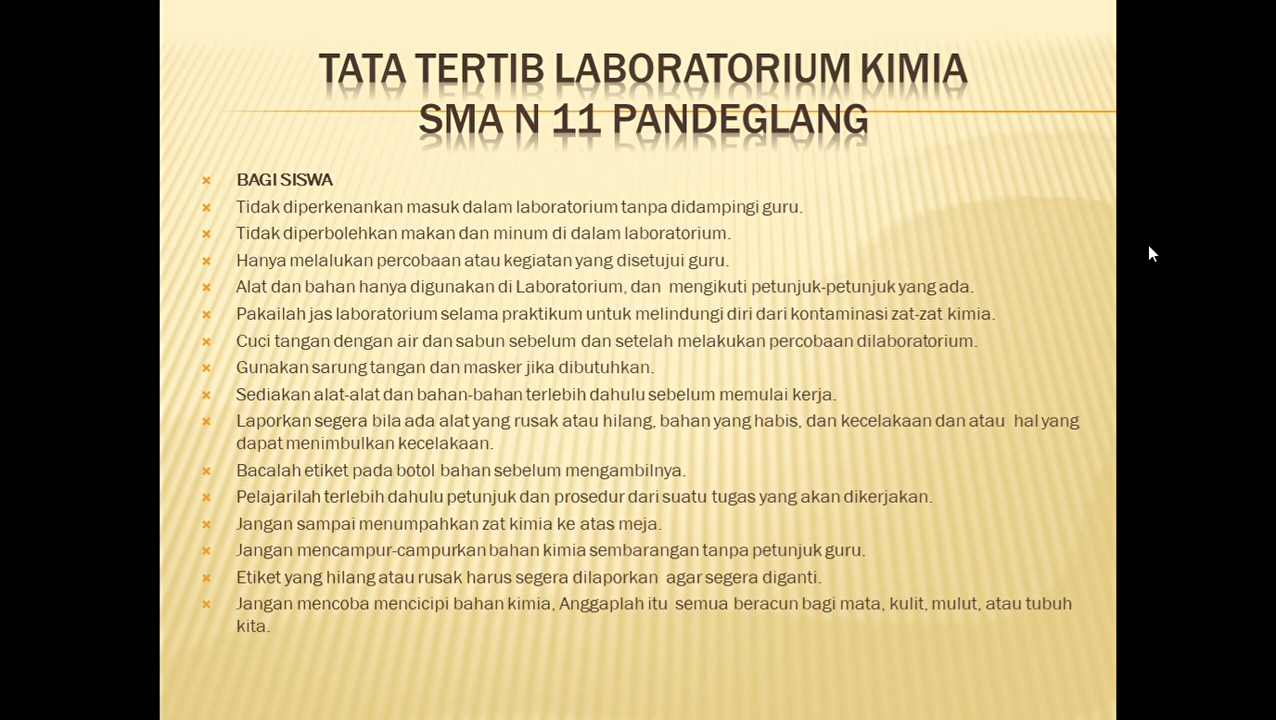 TATA TERTIB LABORATORIUM KIMIA
SMA N 11 PANDEGLANG
BAGI SISWA
Tidak diperkenankan masuk dalam laboratorium tanpa didampingi guru.
Tidak diperbolehkan makan dan minum di dalam laboratorium.
Hanya melalukan percobaan atau kegiatan yang disetujui guru.
Alat dan bahan hanya digunakan di Laboratorium, dan mengikuti petunjuk-petunjuk yang ada.
Pakailah jas laboratorium selama praktikum untuk melindungi diri dari kontaminasi zat-zat kimia.
Cuci tangan dengan air dan sabun sebelum dan setelah melakukan percobaan dilaboratorium.
Gunakan sarung tangan dan masker jika dibutuhkan.
Sediakan alat-alat dan bahan-bahan terlebih dahulu sebelum memulai kerja.
Laporkan segera bila ada alat yang rusak atau hilang, bahan yang habis, dan kecelakaan dan atau hal yang
dapat menimbulkan kecelakaan.
Bacalah etiket pada botol bahan sebelum mengambilnya.
Pelajarilah terlebih dahulu petunjuk dan prosedur dari suatu tugas yang akan dikerjakan.
Jangan sampai menumpahkan zat kimia ke atas meja.
Jangan mencampur-campurkan bahan kimia sembarangan tanpa petunjuk guru.
Etiket yang hilang atau rusak harus segera dilaporkan agar segera diganti.
Jangan mencoba mencicipi bahan kimia, Anggaplah itu semua beracun bagi mata, kulit, mulut, atau tubuh
kita.